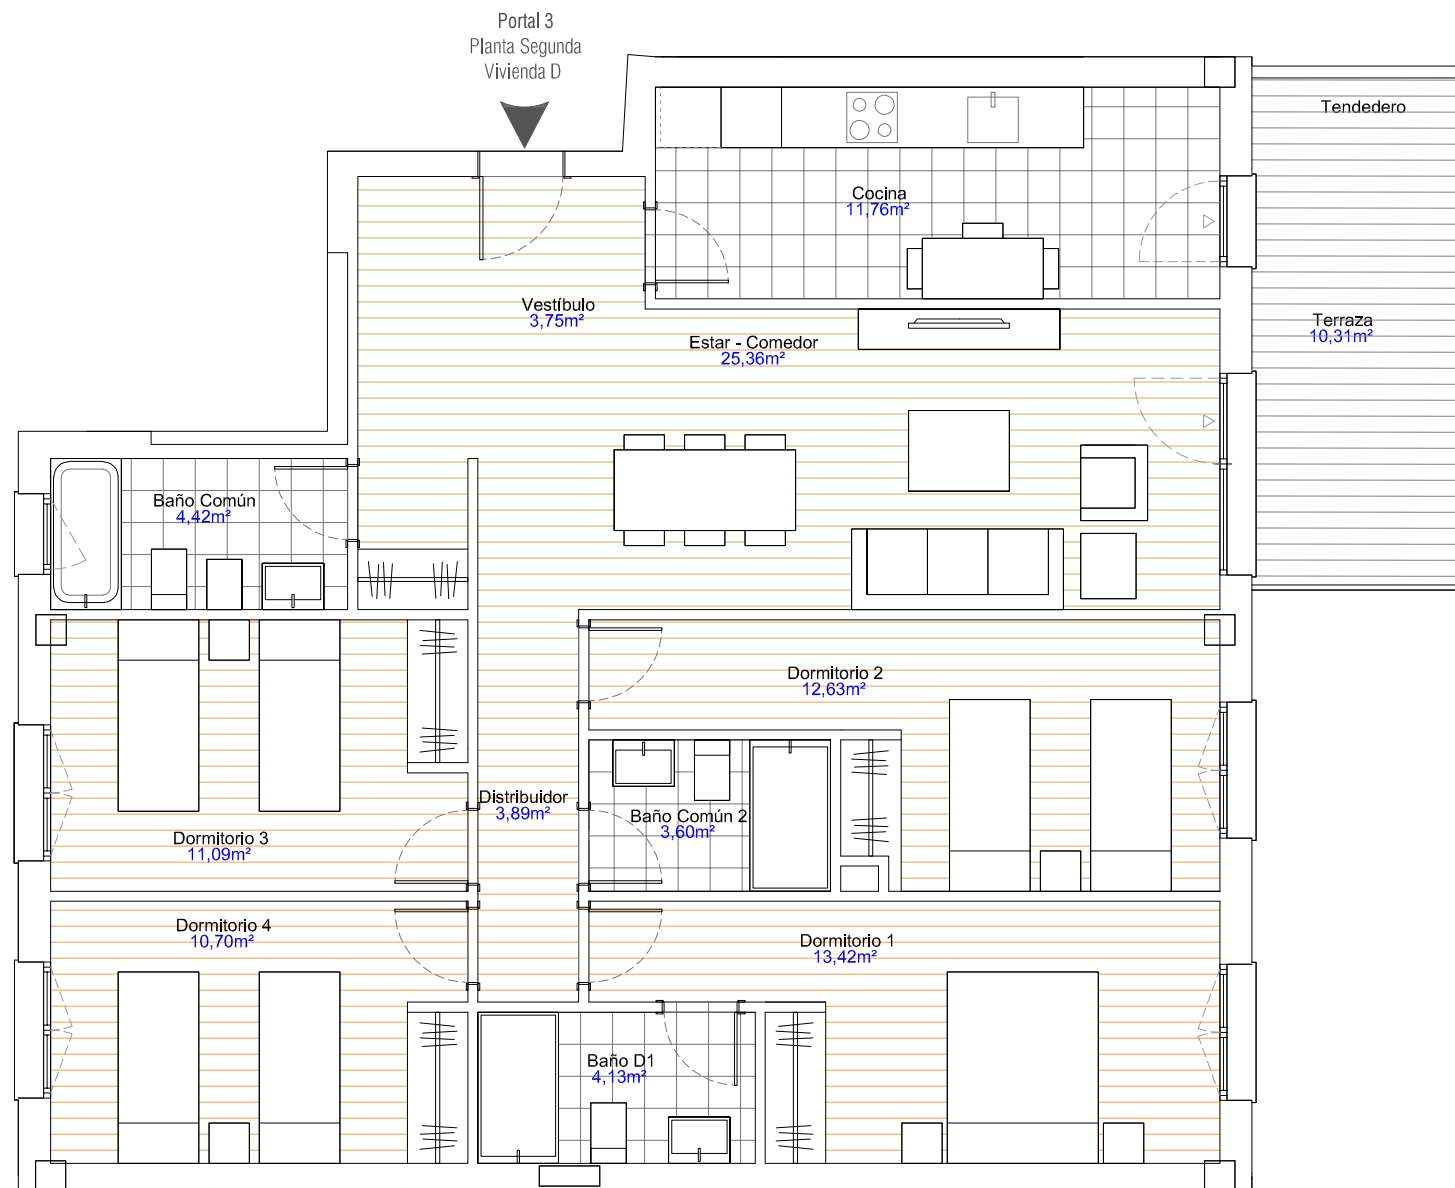 Portal 3
Planta Segunda
Vivienda D
Tendedero
Cocina
11,76m²
Vestíbulo
3,75m²
Terraza
10,31m²
Estar - Comedor
25,36m²
Baño Común
4,42m²
Dormitorio 2
12,63m²
Distribuidor
3,89m²
Baño Común 2
3,60m²
Dormitorio 3
11,09m²
Dormitorio 4
10,70m²
Dormitorio 1
13,42m²
Baño D1
4,13m²